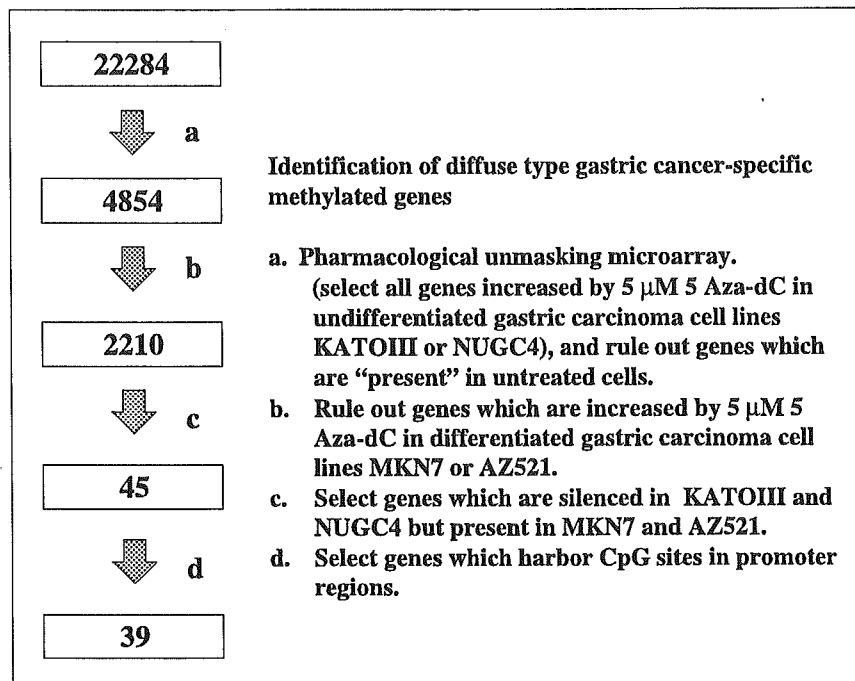 22284
a
4854
b
2210
c
45
d
39
Identification of diffuse type gastric cancer-specific
methylated genes
a. Pharmacological unmasking microarray.
(select all genes increased by 5 μM 5 Aza-dC in
undifferentiated gastric carcinoma cell lines
KATOIII or NUGC4), and rule out genes which
are “present” in untreated cells.
b. Rule out genes which are increased by 5 μM 5
Aza-dC in differentiated gastric carcinoma cell
lines MKN7 or AZ521.
c. Select genes which are silenced in KATOIII and
NUGC4 but present in MKN7 and AZ521.
d. Select genes which harbor CpG sites in promoter
regions.